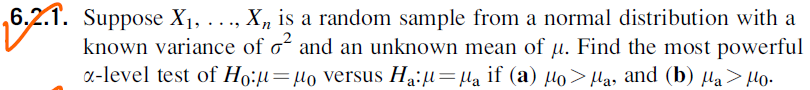 6.2.1. Suppose X₁, . . ., Xₙ is a random sample from a normal distribution with a
known variance of σ² and an unknown mean of μ. Find the most powerful
α-level test of H₀:μ=μ₀ versus Hₐ:μ=μₐ if (a) μ₀>μₐ, and (b) μₐ>μ₀.